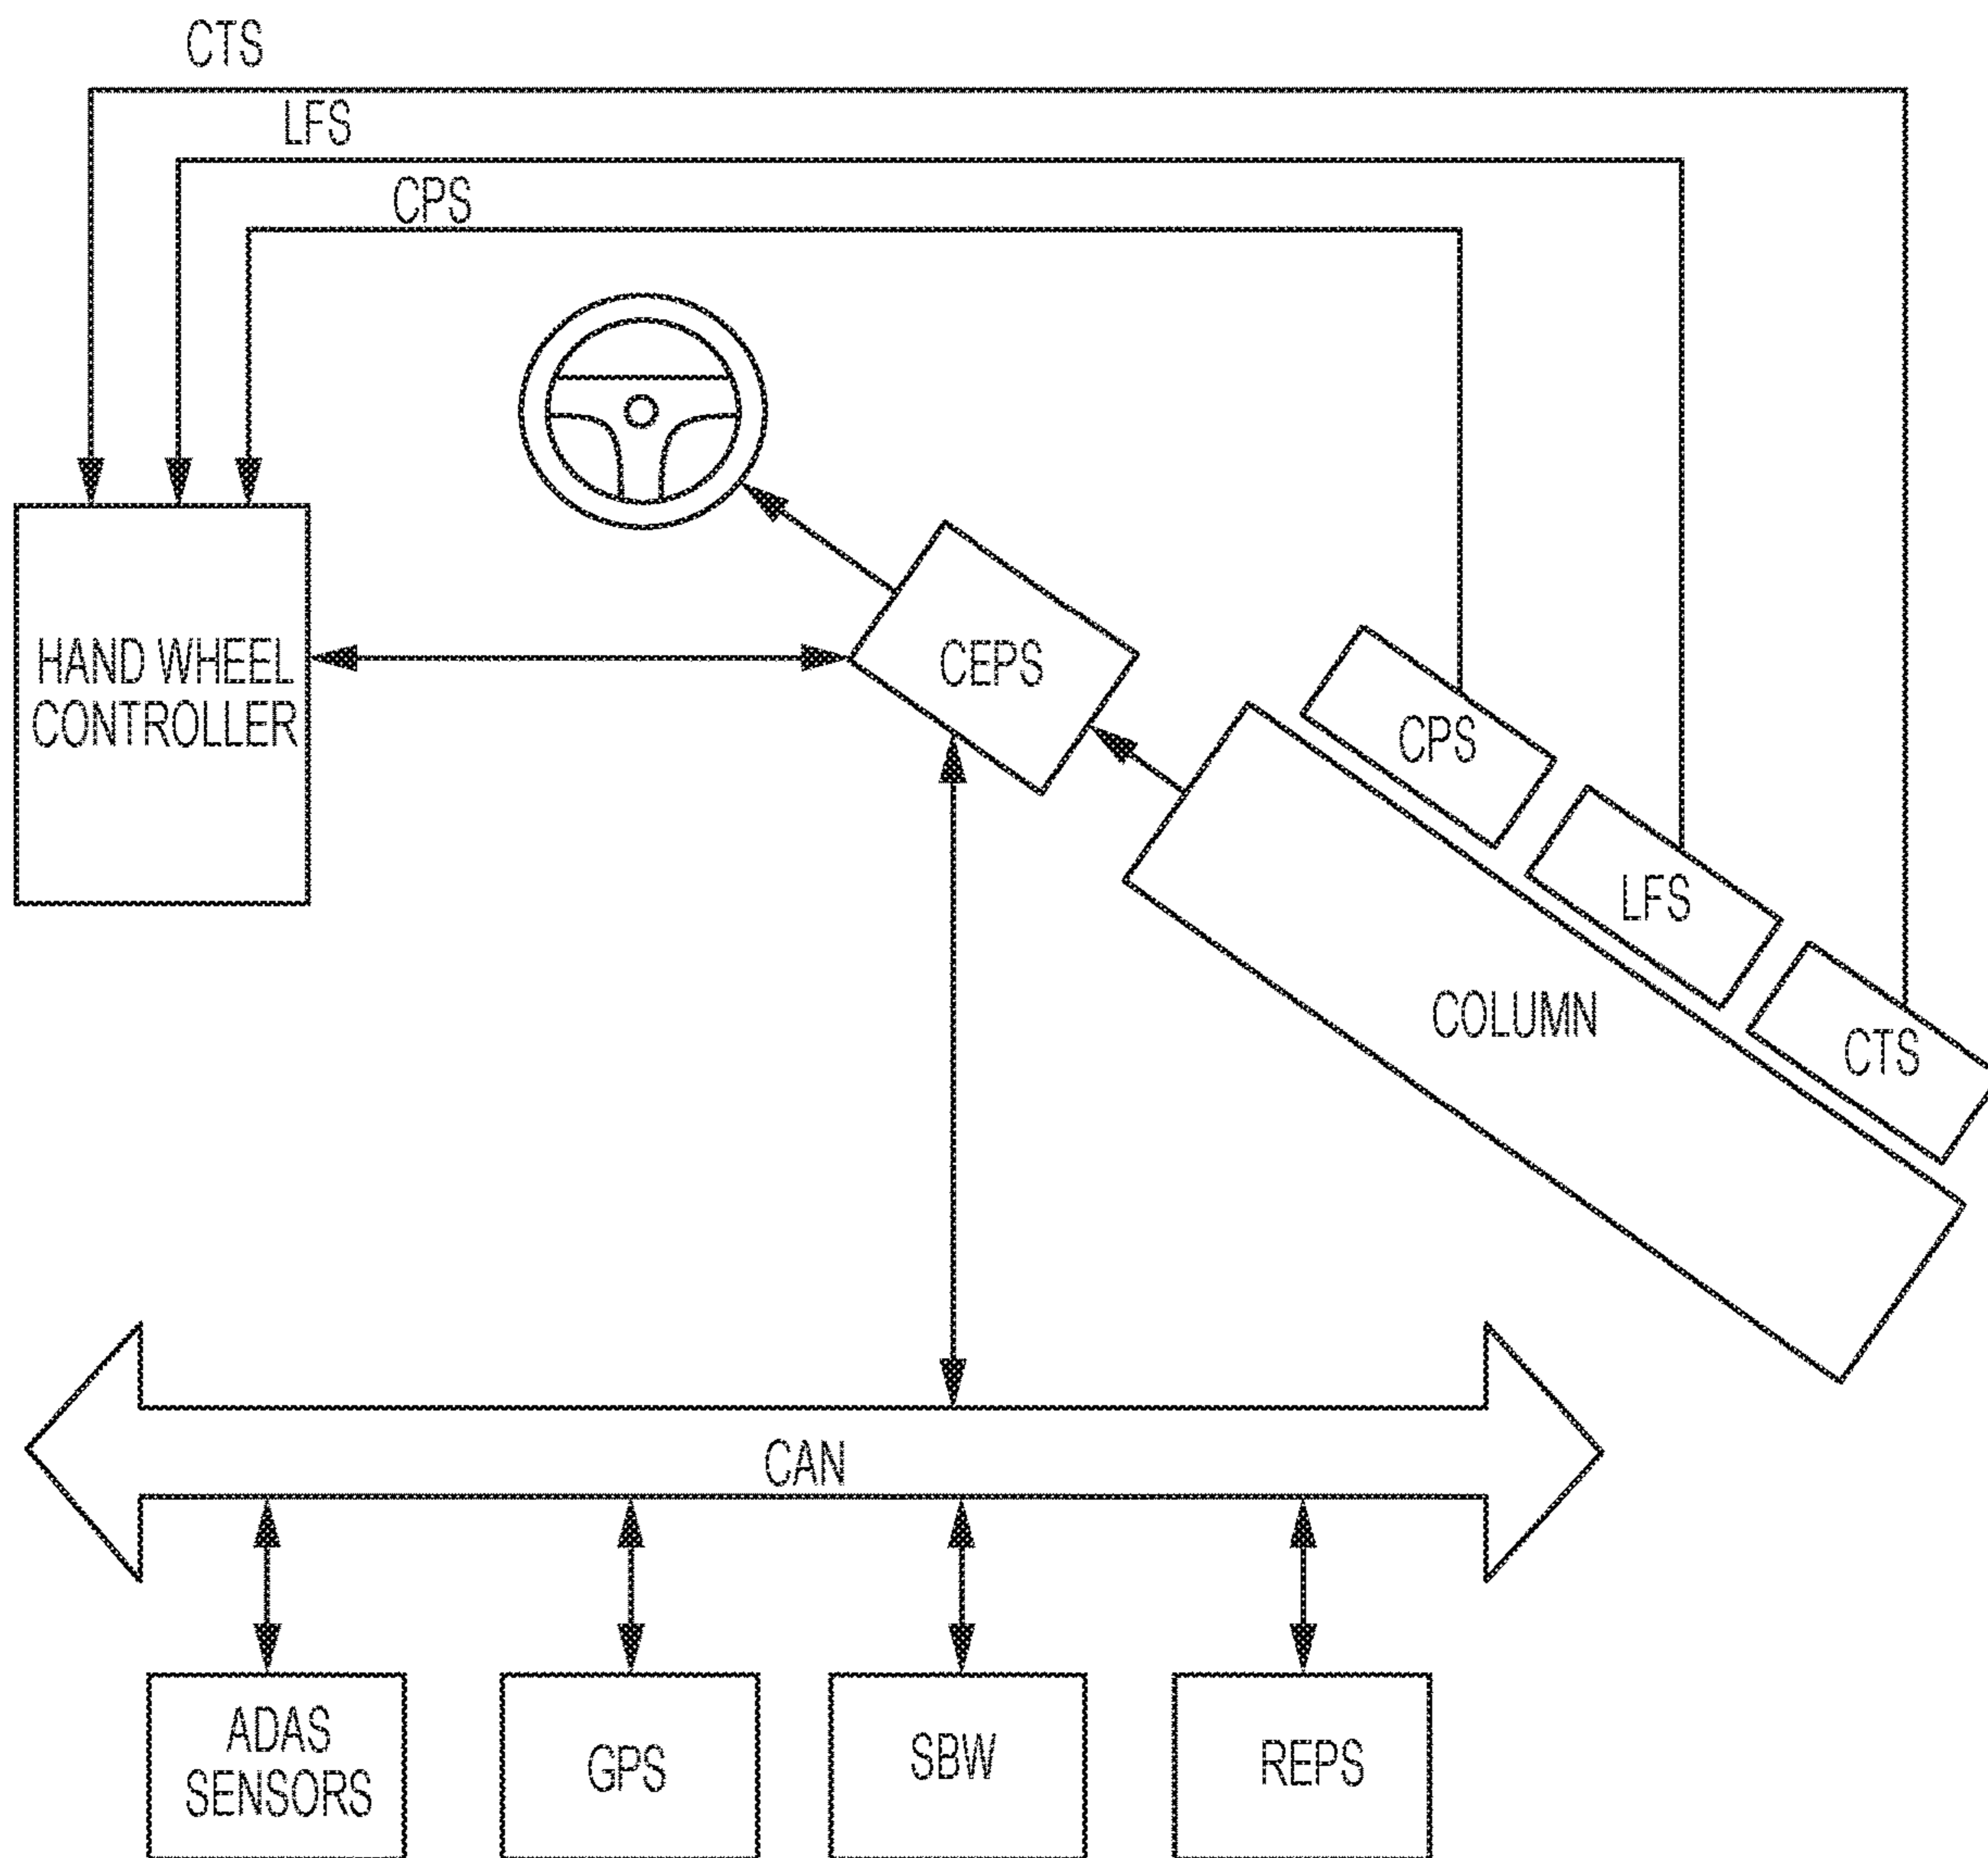 CTS
LFS
CPS
HAND WHEEL
CONTROLLER
CEPS
CPS
LFS
CTS
COLUMN
CAN
ADAS
SENSORS
GPS
SBW
REPS